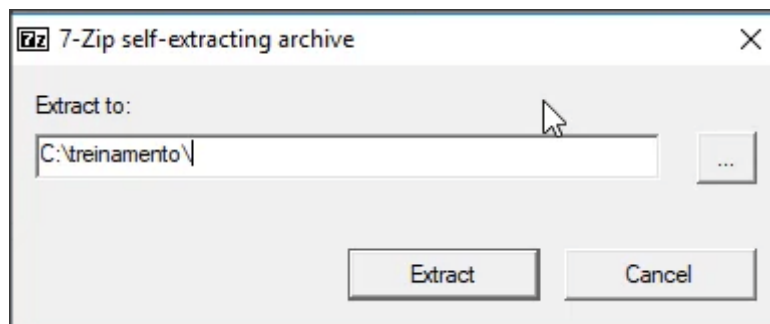 7z 7-Zip self-extracting archive
Extract to:
C:\treinamento\
...
Extract Cancel